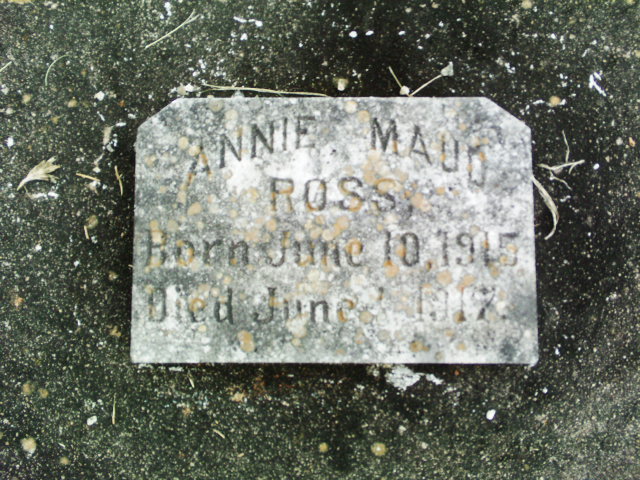 ANNIE MAUD
ROSS,
Born June 10, 1915
Died June 1917.